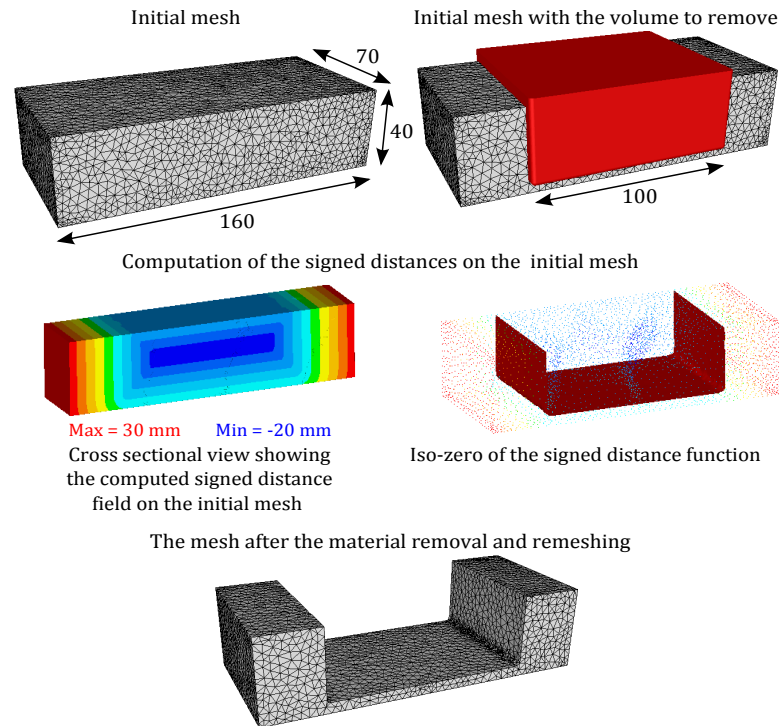 Initial mesh
Initial mesh with the volume to remove
70
40
160
100
Computation of the signed distances on the initial mesh
Max = 30 mm
Min = -20 mm
Cross sectional view showing
the computed signed distance
field on the initial mesh
Iso-zero of the signed distance function
The mesh after the material removal and remeshing